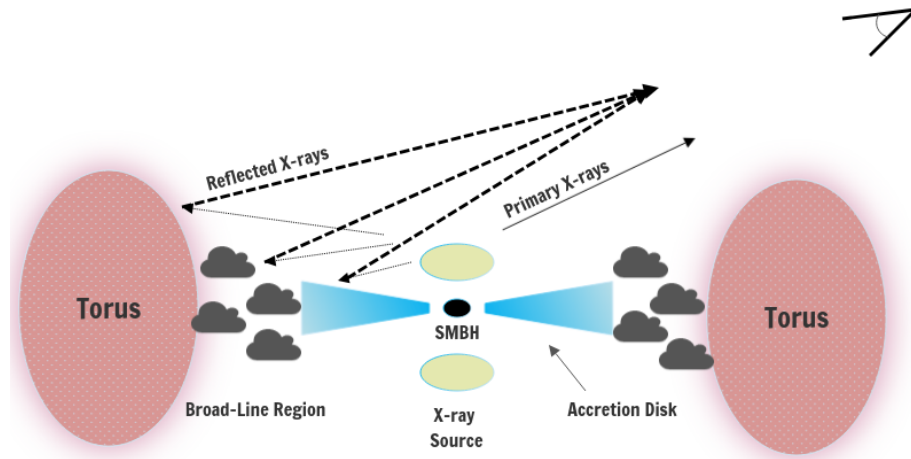 Reflected X-rays
Primary X-rays
Torus
Torus
SMBH
Broad-Line Region
X-ray
Source
Accretion Disk